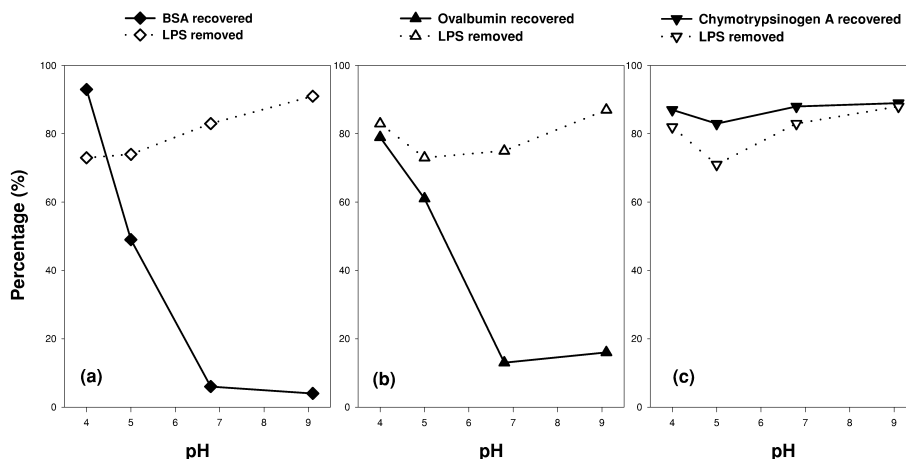 BSA recovered
LPS removed
Ovalbumin recovered
LPS removed
Chymotrypsinogen A recovered
LPS removed
Percentage (%)
100
80
60
40
20
0
(a)
4 5 6 7 8 9
pH
100
80
60
40
20
0
(b)
4 5 6 7 8 9
pH
100
80
60
40
20
0
(c)
4 5 6 7 8 9
pH